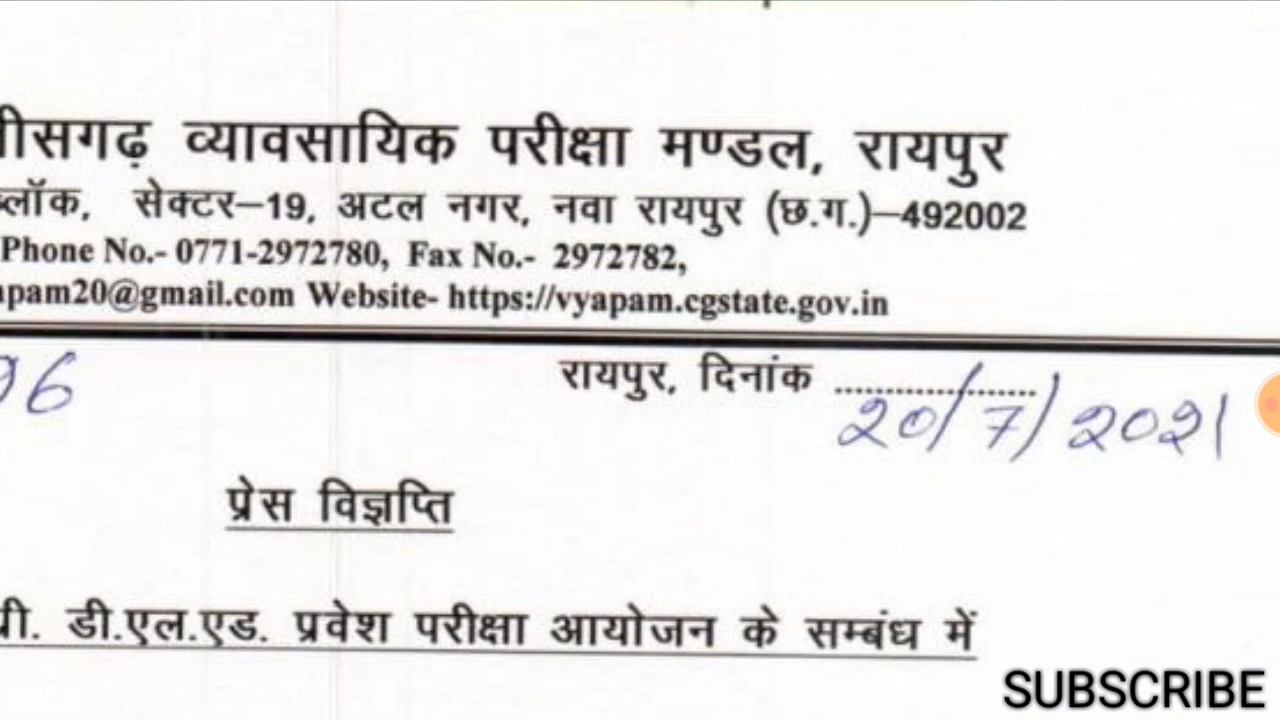 त्तीसगढ़ व्यावसायिक परीक्षा मण्डल, रायपुर
ब्लॉक, सेक्टर–19, अटल नगर, नवा रायपुर (छ.ग.)–492002
Phone No.- 0771-2972780, Fax No.- 2972782,
apam20@gmail.com Website- https://vyapam.cgstate.gov.in
96 रायपुर, दिनांक ........................ 20/7/2021
प्रेस विज्ञप्ति
प्री. डी.एल.एड. प्रवेश परीक्षा आयोजन के सम्बंध में
SUBSCRIBE